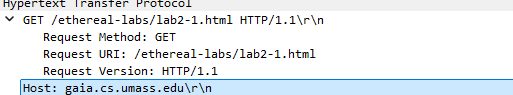 Hypertext Transfer Protocol
GET /ethereal-labs/lab2-1.html HTTP/1.1\r\n
Request Method: GET
Request URI: /ethereal-labs/lab2-1.html
Request Version: HTTP/1.1
Host: gaia.cs.umass.edu\r\n